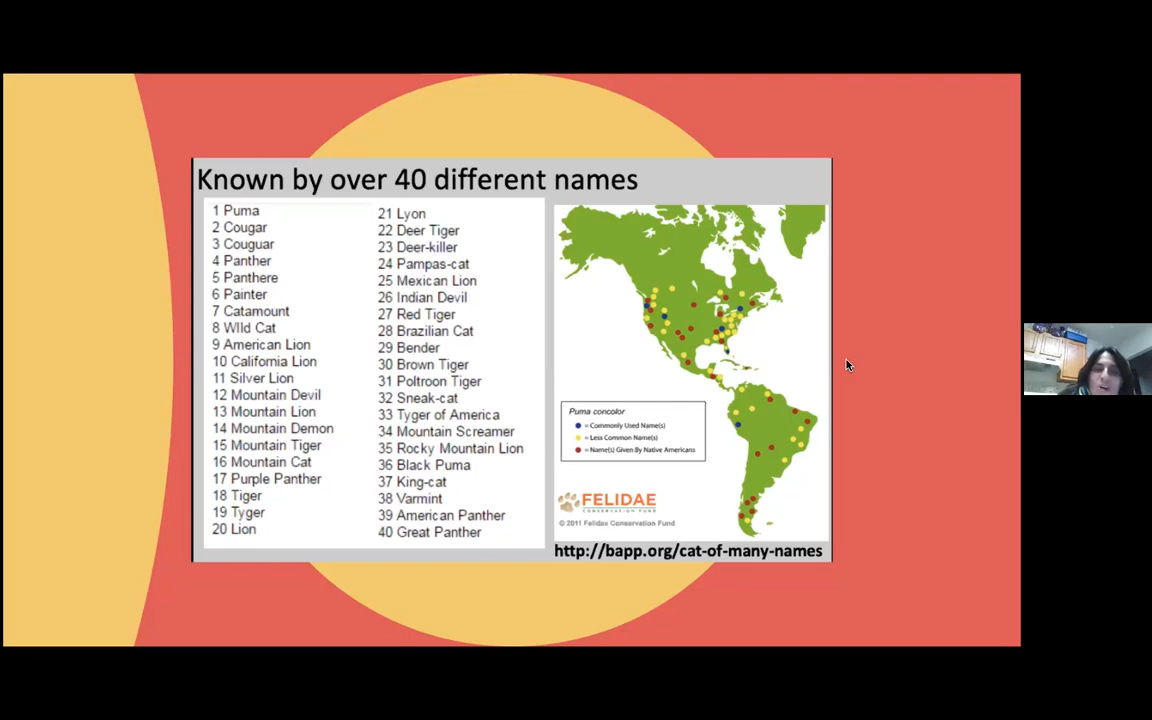 Known by over 40 different names
1 Puma
2 Cougar
3 Couguar
4 Panther
5 Panthere
6 Painter
7 Catamount
8 WIld Cat
9 American Lion
10 California Lion
11 Silver Lion
12 Mountain Devil
13 Mountain Lion
14 Mountain Demon
15 Mountain Tiger
16 Mountain Cat
17 Purple Panther
18 Tiger
19 Tyger
20 Lion
21 Lyon
22 Deer Tiger
23 Deer-killer
24 Pampas-cat
25 Mexican Lion
26 Indian Devil
27 Red Tiger
28 Brazilian Cat
29 Bender
30 Brown Tiger
31 Poltroon Tiger
32 Sneak-cat
33 Tyger of America
34 Mountain Screamer
35 Rocky Mountain Lion
36 Black Puma
37 King-cat
38 Varmint
39 American Panther
40 Great Panther
Puma concolor
= Commonly Used Name(s)
= Less Common Name(s)
= Name(s) Given By Native Americans
FELIDAE
CONSERVATION FUND
© 2011 Felidae Conservation Fund
http://bapp.org/cat-of-many-names